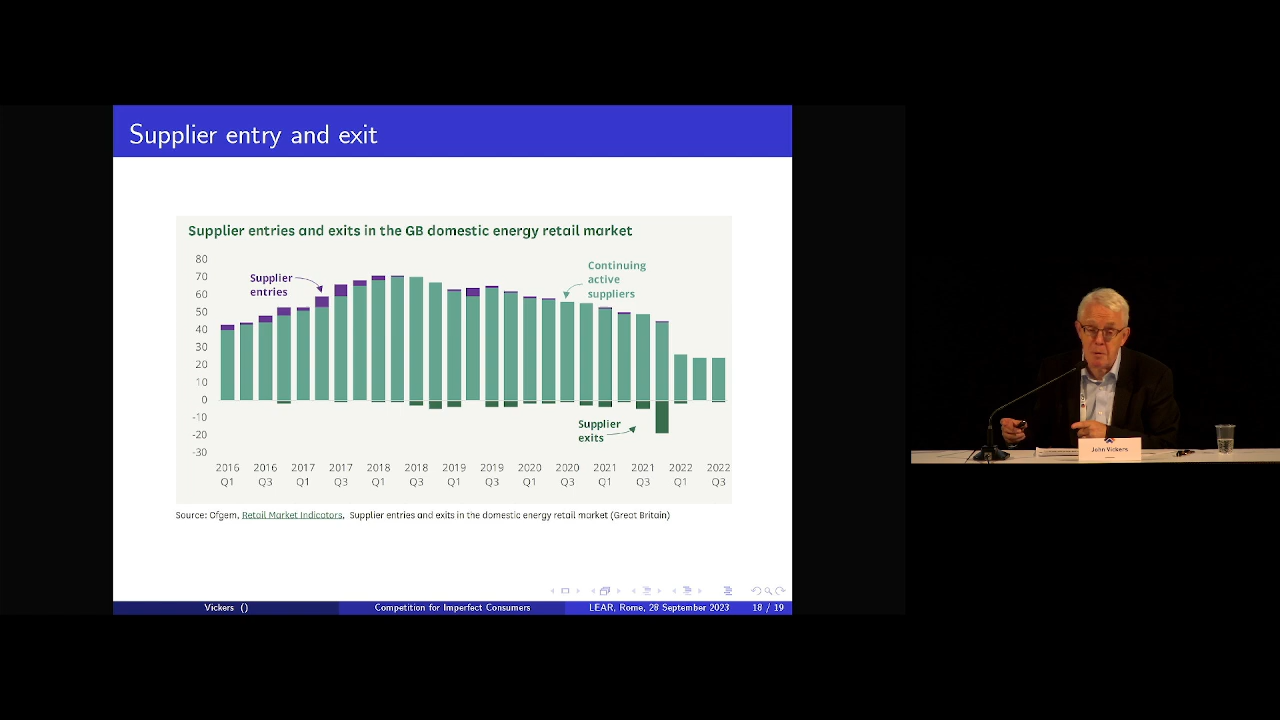 Supplier entry and exit
Supplier entries and exits in the GB domestic energy retail market
80
70
60
50
40
30
20
10
0
-10
-20
-30
Supplier
entries
Continuing
active
suppliers
Supplier
exits
2016 2016 2017 2017 2018 2018 2019 2019 2020 2020 2021 2021 2022 2022
Q1 Q3 Q1 Q3 Q1 Q3 Q1 Q3 Q1 Q3 Q1 Q3 Q1 Q3
Source: Ofgem, Retail Market Indicators, Supplier entries and exits in the domestic energy retail market (Great Britain)
Vickers () Competition for Imperfect Consumers LEAR, Rome, 28 September 2023 18 / 19
John Vickers